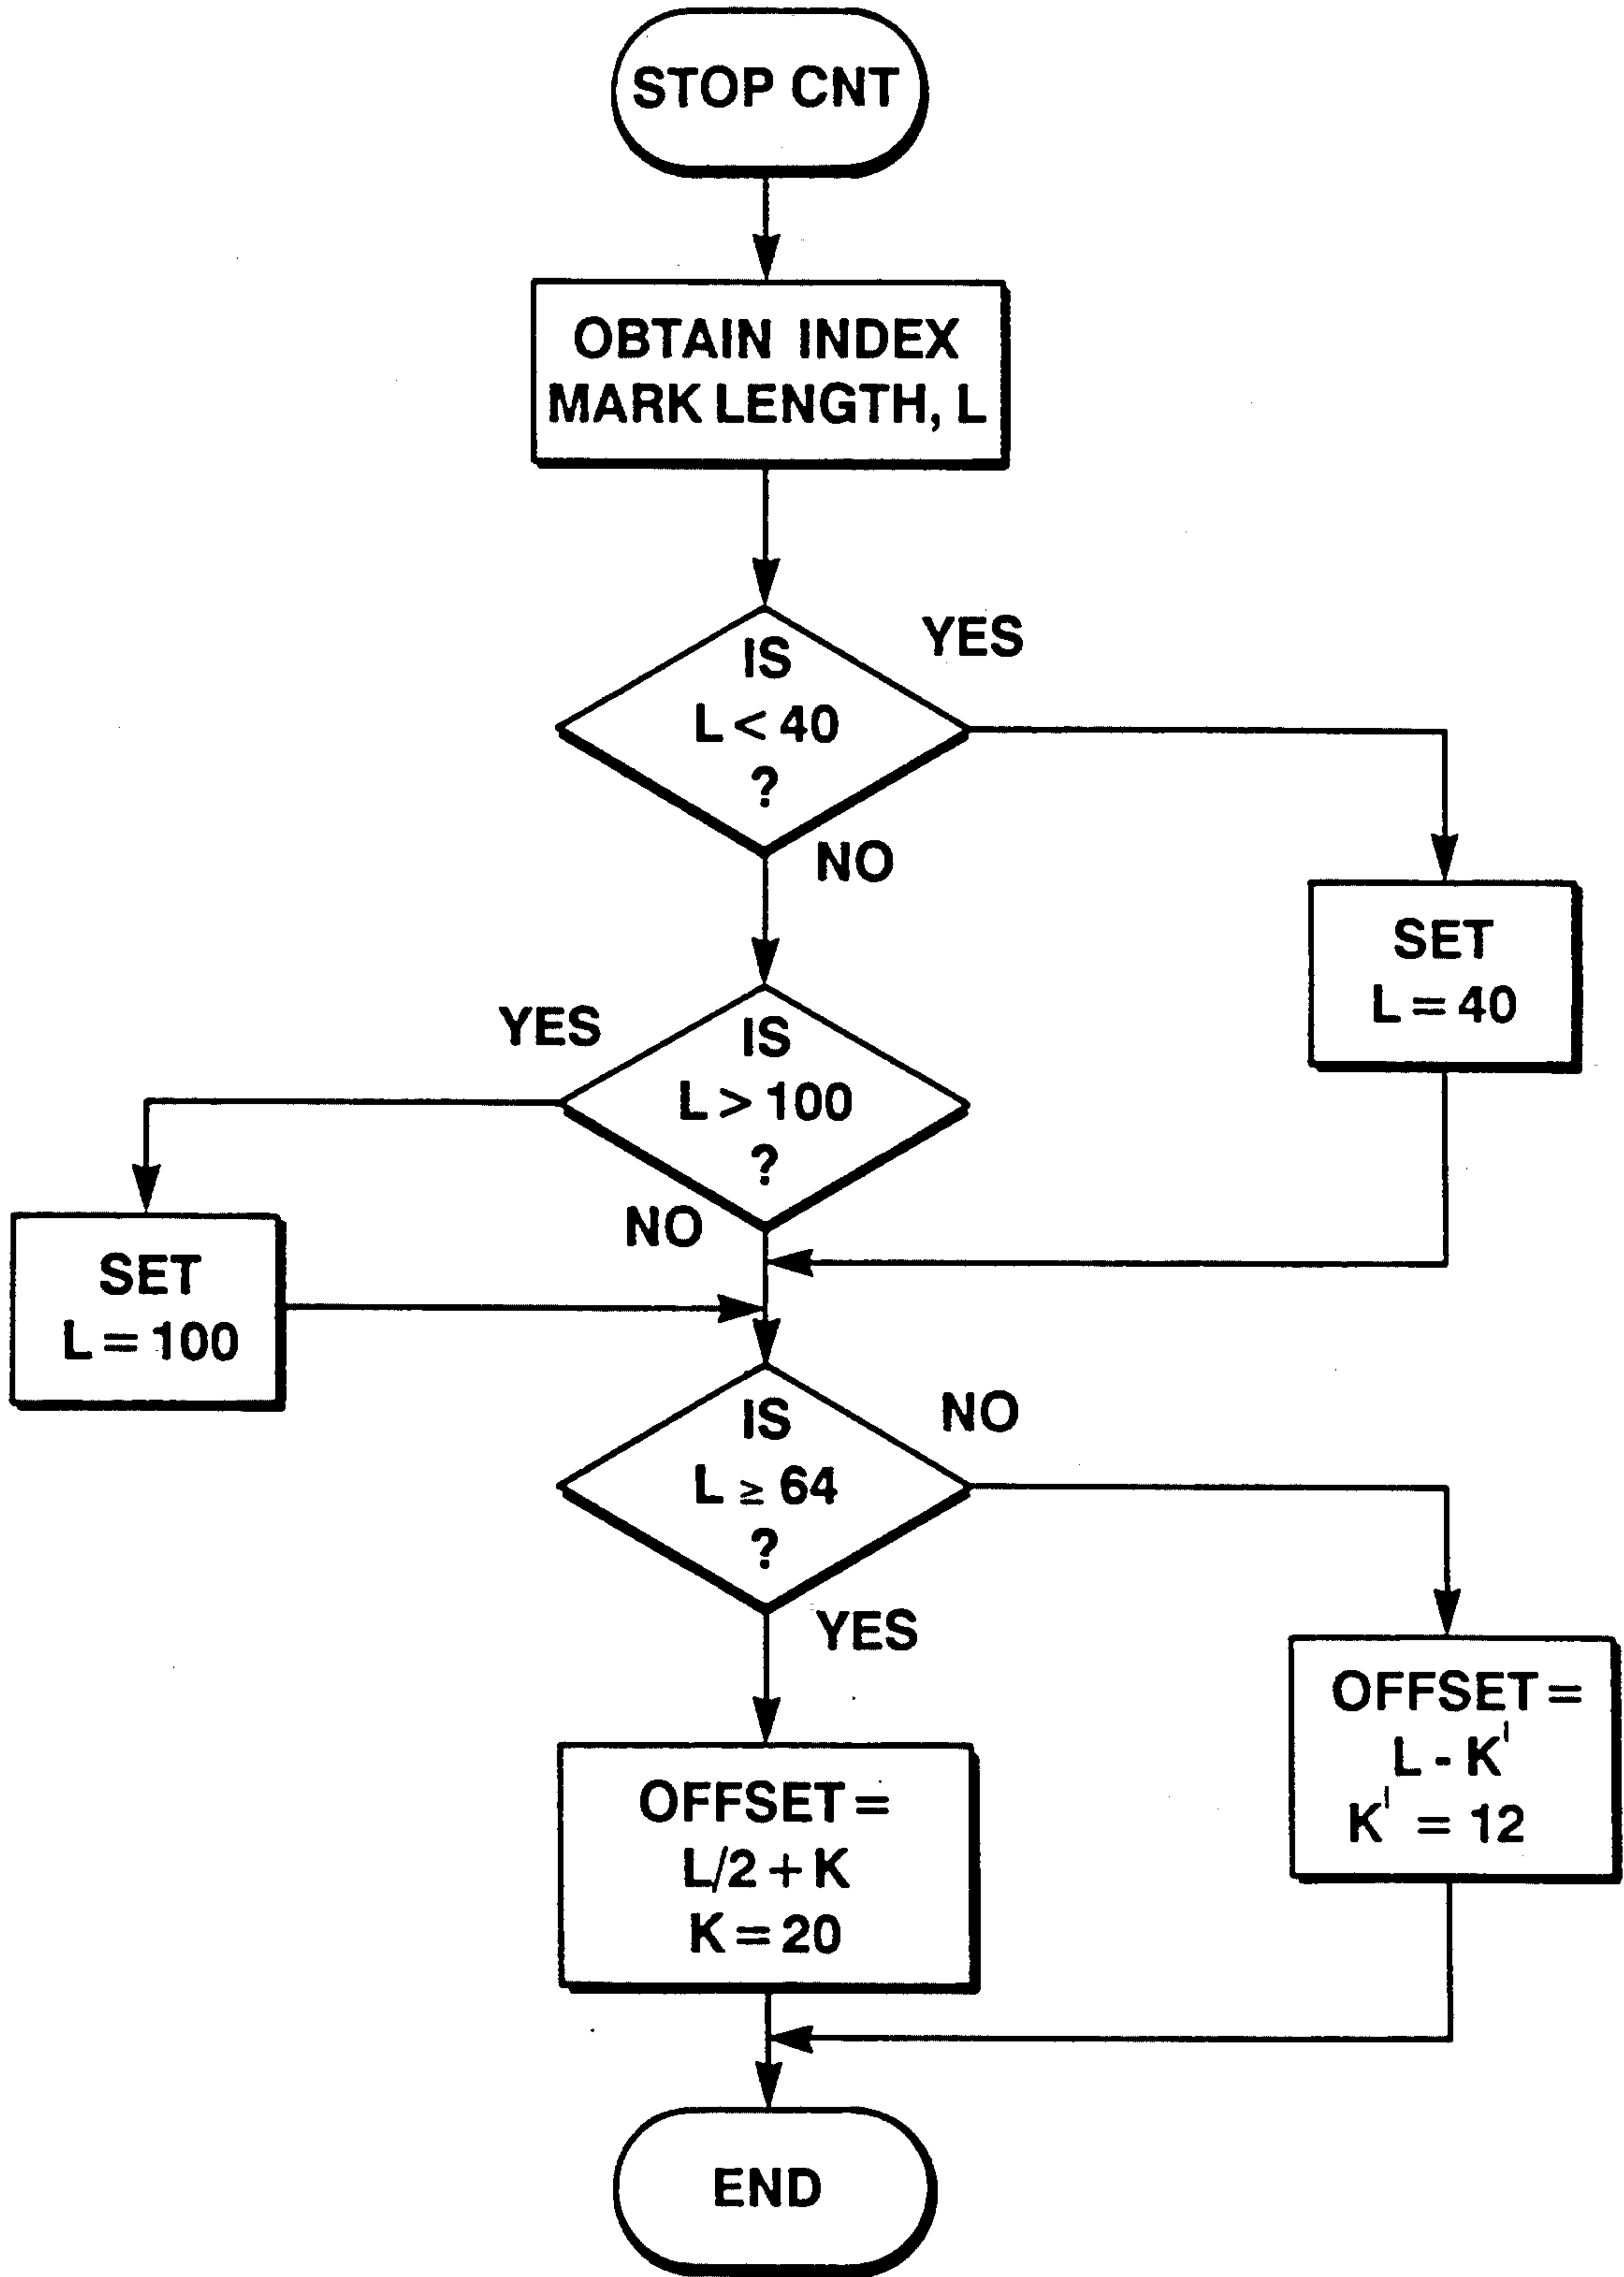 STOP CNT
OBTAIN INDEX
MARK LENGTH, L
IS
L < 40
?
YES
NO
SET
L = 40
IS
L > 100
?
YES
NO
SET
L = 100
IS
L ≥ 64
?
NO
YES
OFFSET =
L - K'
K' = 12
OFFSET =
L/2 + K
K = 20
END